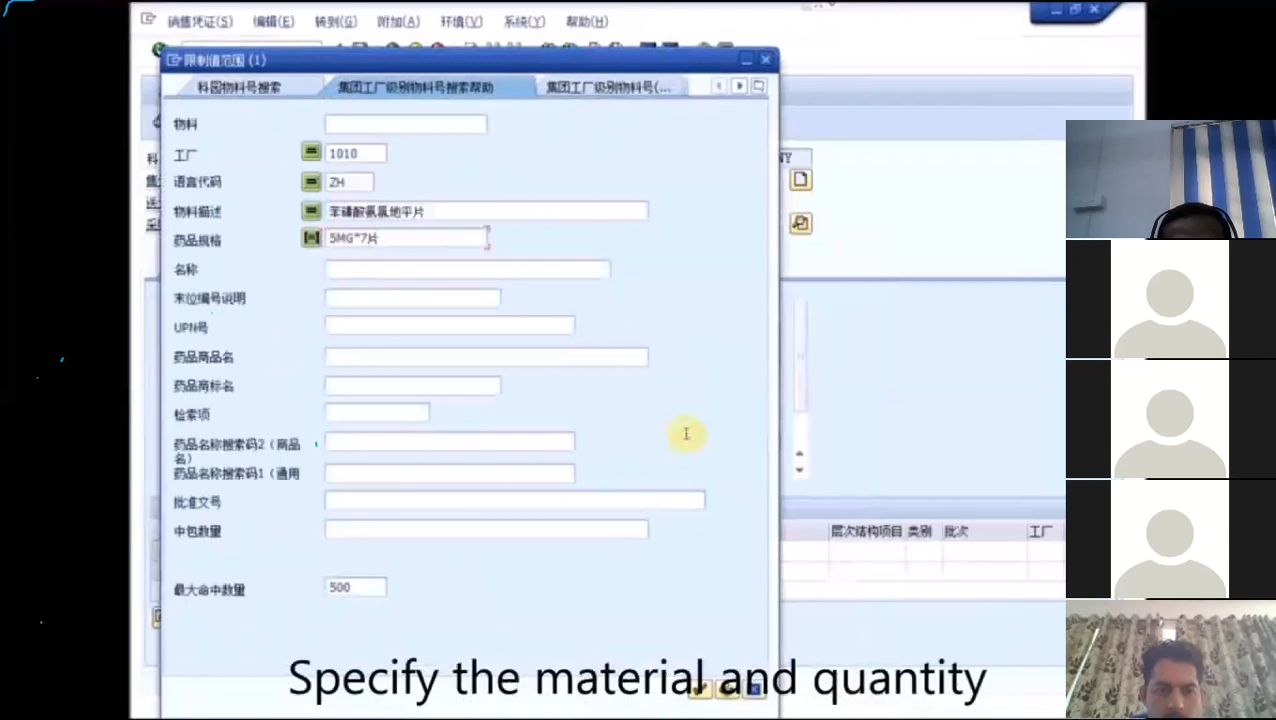 销售凭证(S) 编辑(E) 转到(G) 附加(A) 环境(V) 系统(Y) 帮助(H)
限制值范围 (1)
科园物料号搜索 集团工厂级别物料号搜索帮助 集团工厂级别物料号(...
物料
工厂 1010
语言代码 ZH
物料描述 苯磺酸氨氯地平片
药品规格 5MG*7片
名称
末位编号说明
UPN号
药品商品名
药品商标名
检索项
药品名称搜索码2（商品
名）
药品名称搜索码1（通用
批准文号
中包数量
最大命中数量 500
NY
层次结构项目 类别 批次 工厂
Specify the material and quantity